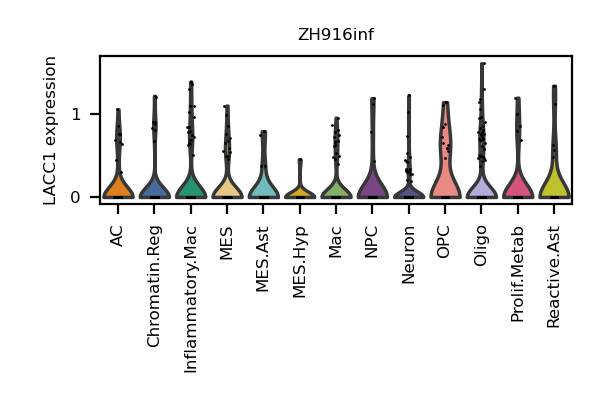 ZH916inf
LACC1 expression
1
0
AC
Chromatin.Reg
Inflammatory.Mac
MES
MES.Ast
MES.Hyp
Mac
NPC
Neuron
OPC
Oligo
Prolif.Metab
Reactive.Ast